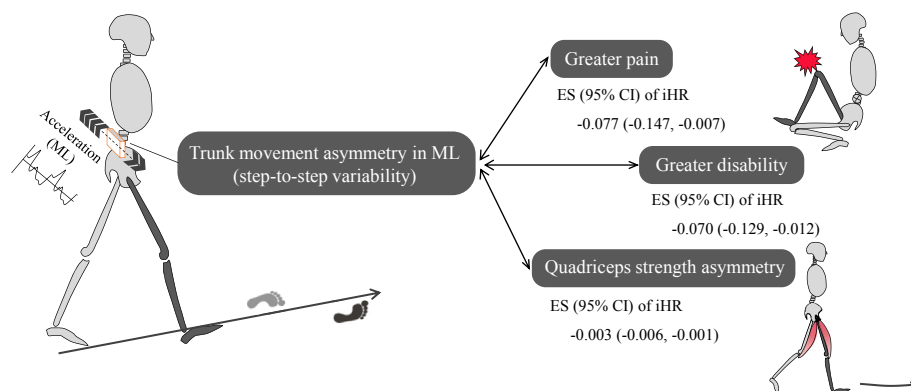 Acceleration
(ML)
Trunk movement asymmetry in ML
(step-to-step variability)
Greater pain
ES (95% CI) of iHR
-0.077 (-0.147, -0.007)
Greater disability
ES (95% CI) of iHR
-0.070 (-0.129, -0.012)
Quadriceps strength asymmetry
ES (95% CI) of iHR
-0.003 (-0.006, -0.001)